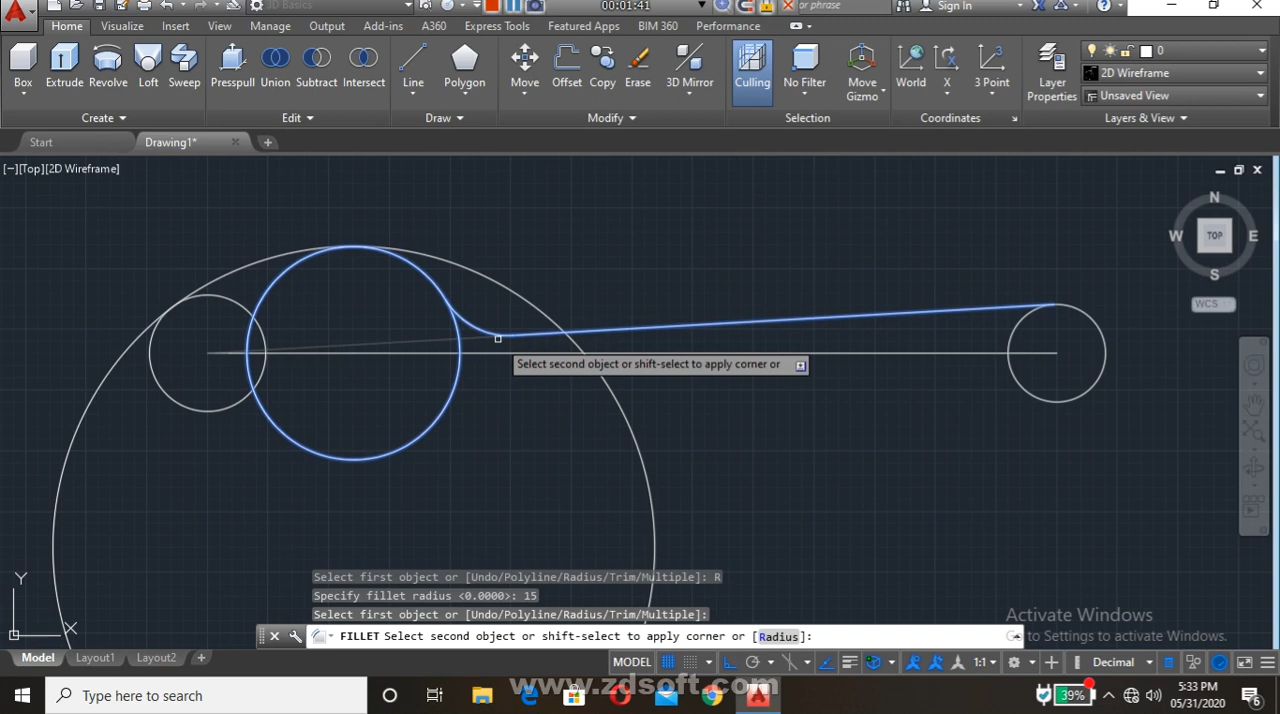 3D Basics
00:01:41
or phrase
Sign In
Home Visualize Insert View Manage Output Add-ins A360 Express Tools Featured Apps BIM 360 Performance
Box Extrude Revolve Loft Sweep Presspull Union Subtract Intersect Line Polygon Move Offset Copy Erase 3D Mirror Culling No Filter Move Gizmo World X 3 Point Layer Properties
0
2D Wireframe
Unsaved View
Create Edit Draw Modify Selection Coordinates Layers & View
Start Drawing1*
[−][Top][2D Wireframe]
N
W TOP E
S
WCS
Select second object or shift-select to apply corner or
Select first object or [Undo/Polyline/Radius/Trim/Multiple]: R
Specify fillet radius <0.0000>: 15
Select first object or [Undo/Polyline/Radius/Trim/Multiple]:
FILLET Select second object or shift-select to apply corner or [Radius]:
Y
X
Activate Windows
Go to Settings to activate Windows.
Model Layout1 Layout2 +
MODEL 1:1 Decimal
Type here to search
www.zdsoft.com
39%
5:33 PM
05/31/2020
6